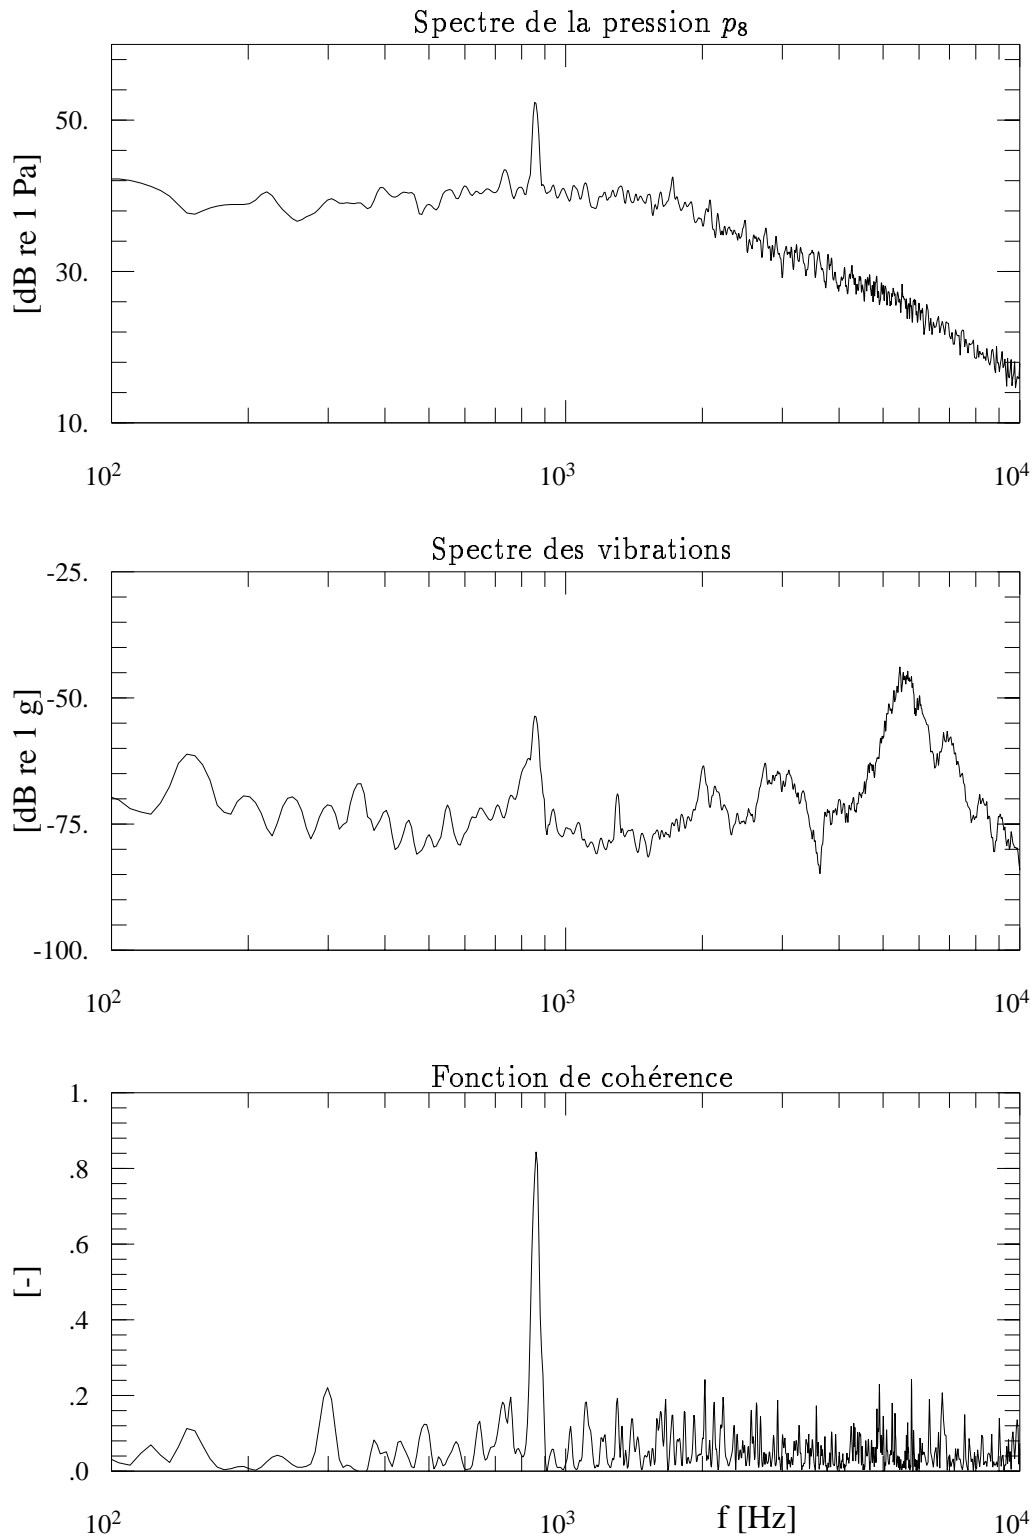 Spectre de la pression p₈
[dB re 1 Pa]
50.
30.
10.
10² 10³ 10⁴
Spectre des vibrations
[dB re 1 g]
-25.
-50.
-75.
-100.
10² 10³ 10⁴
Fonction de cohérence
[-]
1.
.8
.6
.4
.2
.0
10² 10³ f [Hz] 10⁴